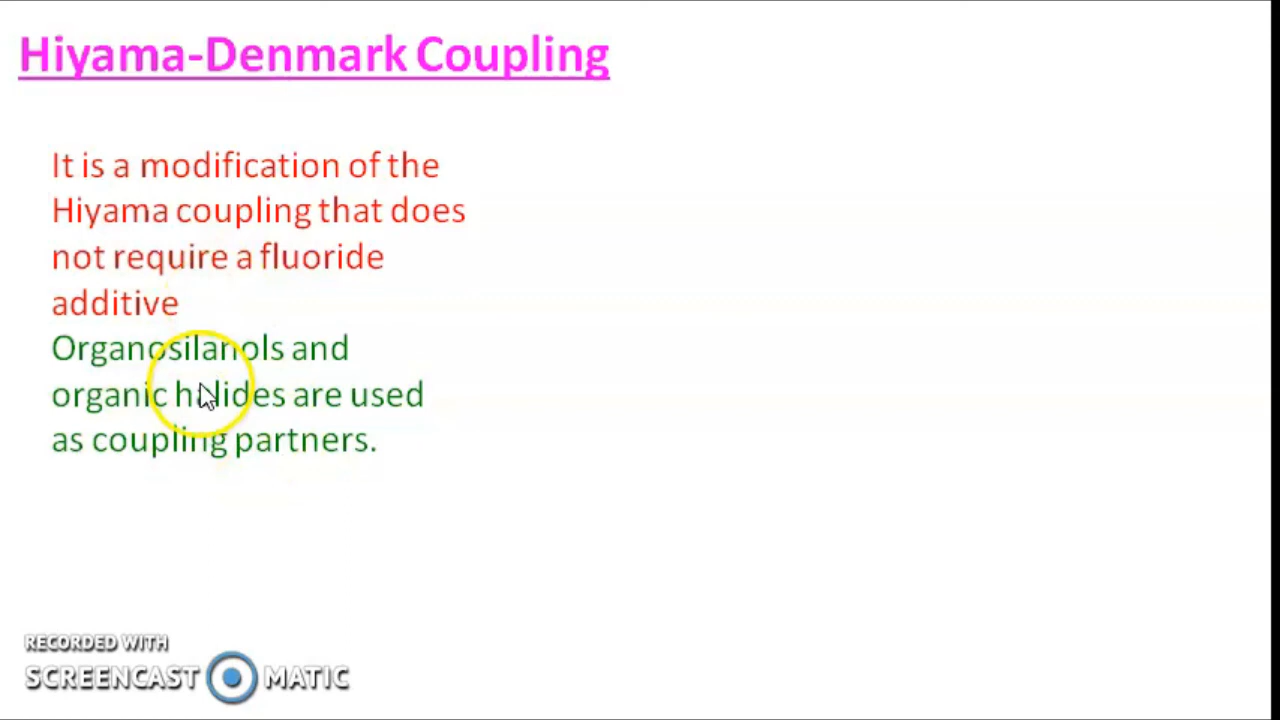 Hiyama-Denmark Coupling
It is a modification of the
Hiyama coupling that does
not require a fluoride
additive
Organosilanols and
organic halides are used
as coupling partners.
RECORDED WITH
SCREENCAST MATIC